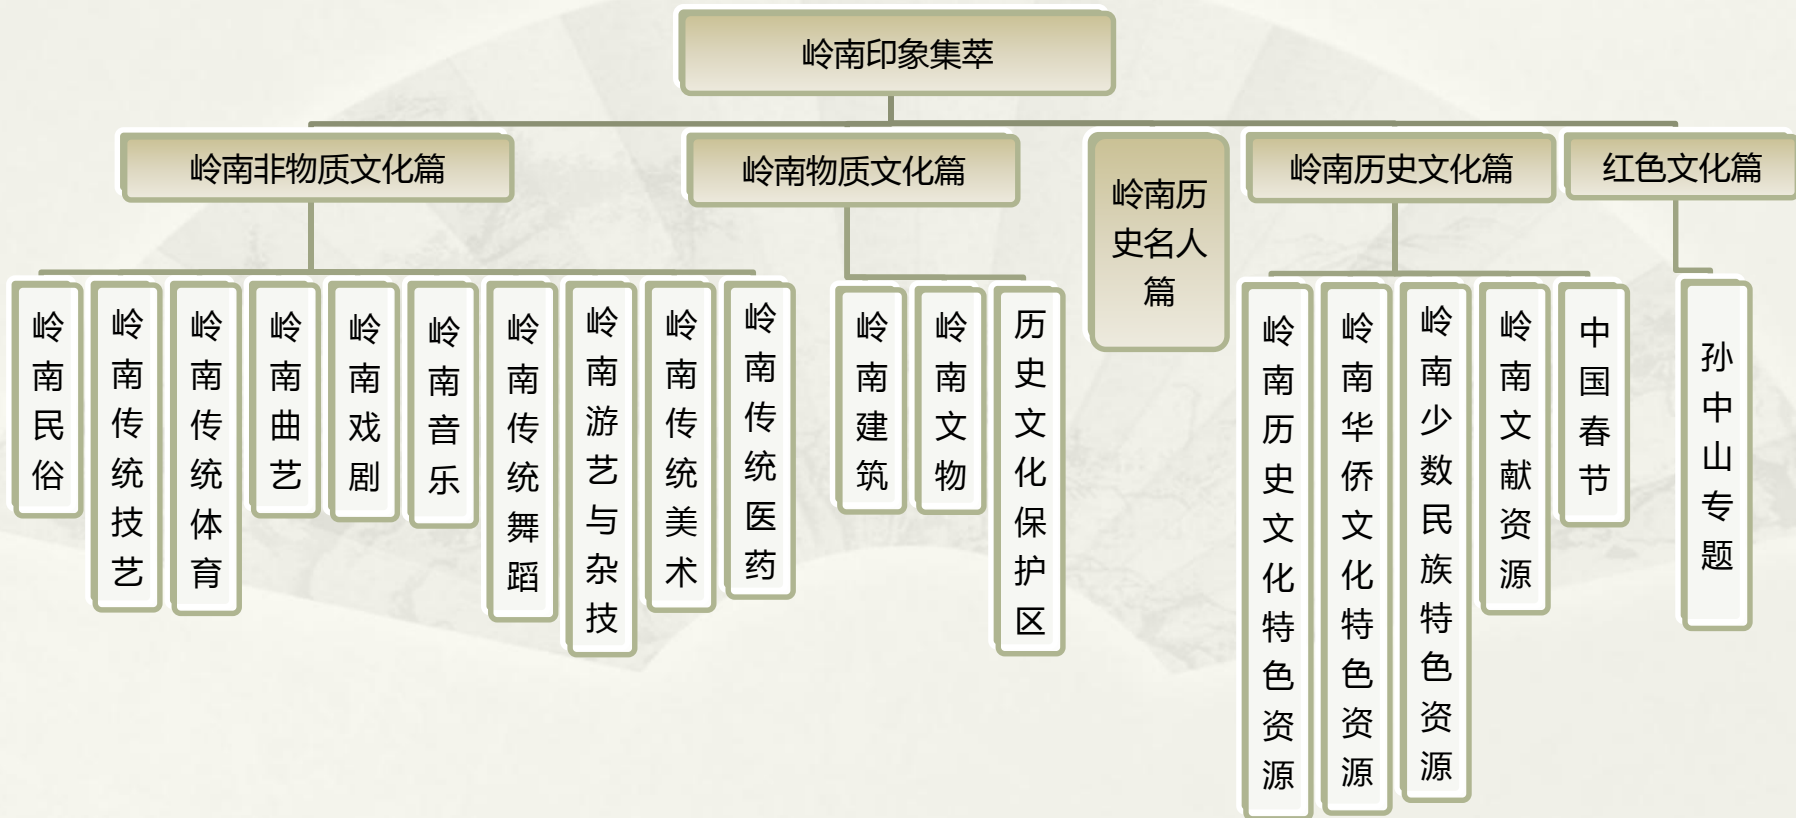 岭南印象集萃
岭南非物质文化篇
岭南物质文化篇
岭南历
史名人
篇
岭南历史文化篇
红色文化篇
岭南民俗
岭南传统技艺
岭南传统体育
岭南曲艺
岭南戏剧
岭南音乐
岭南传统舞蹈
岭南游艺与杂技
岭南传统美术
岭南传统医药
岭南建筑
岭南文物
历史文化保护区
岭南历史文化特色资源
岭南华侨文化特色资源
岭南少数民族特色资源
岭南文献资源
中国春节
孙中山专题